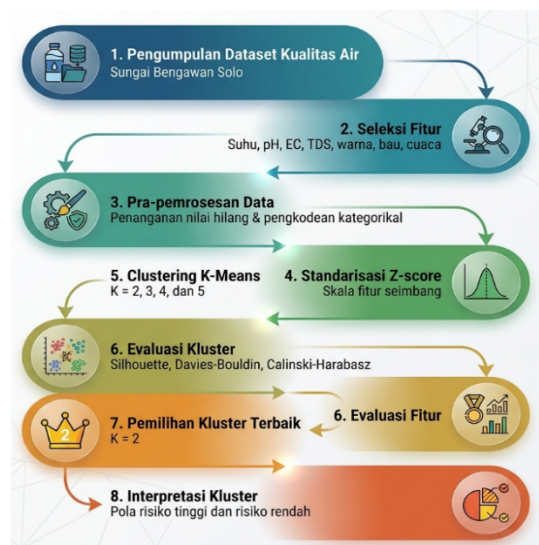 1. Pengumpulan Dataset Kualitas Air
Sungai Bengawan Solo
2. Seleksi Fitur
Suhu, pH, EC, TDS, warna, bau, cuaca
3. Pra-pemrosesan Data
Penanganan nilai hilang & pengkodean kategorikal
5. Clustering K-Means
K = 2, 3, 4, dan 5
4. Standarisasi Z-score
Skala fitur seimbang
K
6. Evaluasi Kluster
Silhouette, Davies-Bouldin, Calinski-Harabasz
2
7. Pemilihan Kluster Terbaik
K = 2
6. Evaluasi Fitur
8. Interpretasi Kluster
Pola risiko tinggi dan risiko rendah